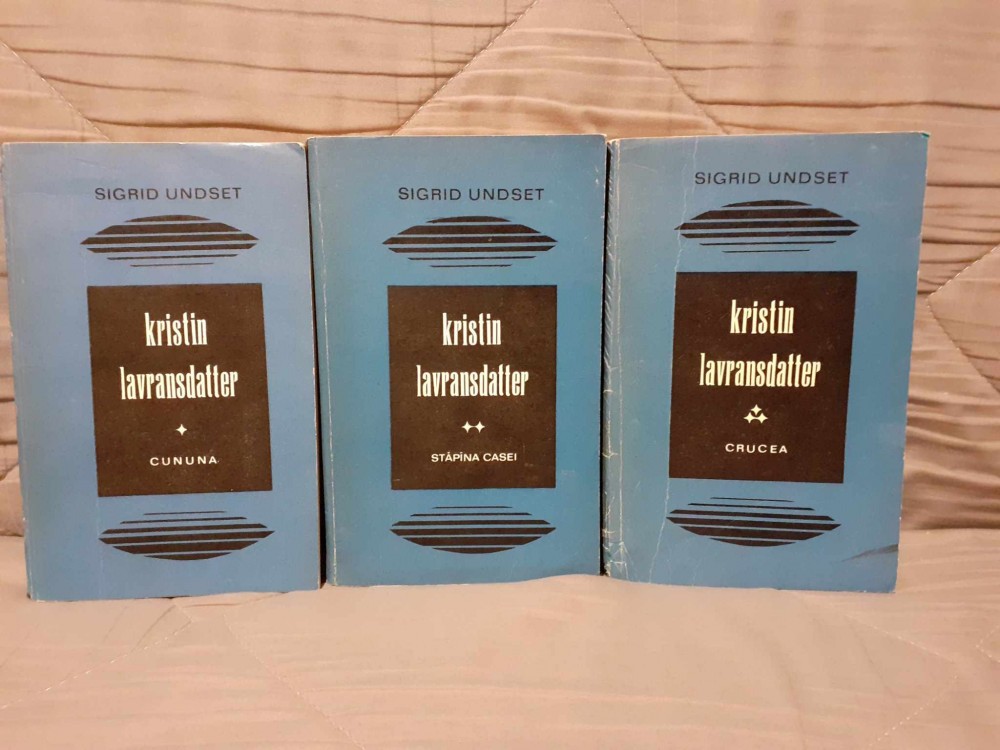 SIGRID UNDSET
kristin
lavransdatter
CUNUNA
SIGRID UNDSET
kristin
lavransdatter
STĂPÎNA CASEI
SIGRID UNDSET
kristin
lavransdatter
CRUCEA